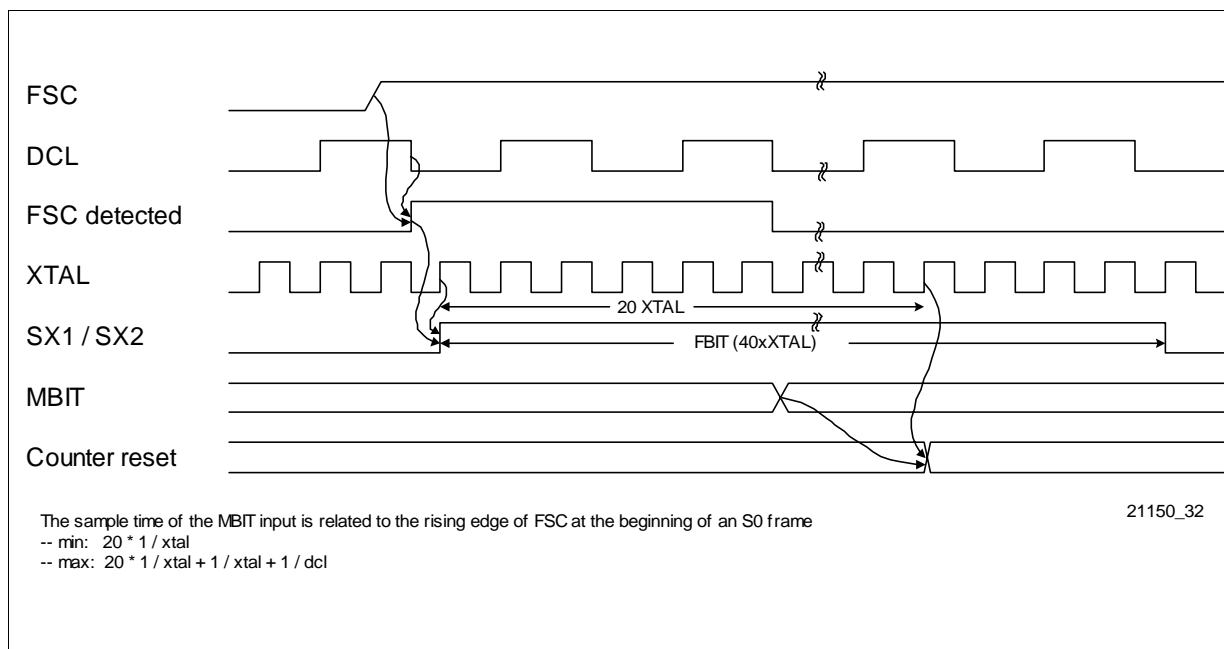 FSC
DCL
FSC detected
XTAL
20 XTAL
SX1 / SX2
FBIT (40xXTAL)
MBIT
Counter reset
The sample time of the MBIT input is related to the rising edge of FSC at the beginning of an S0 frame
-- min: 20 * 1 / xtal
-- max: 20 * 1 / xtal + 1 / xtal + 1 / dcl
21150_32